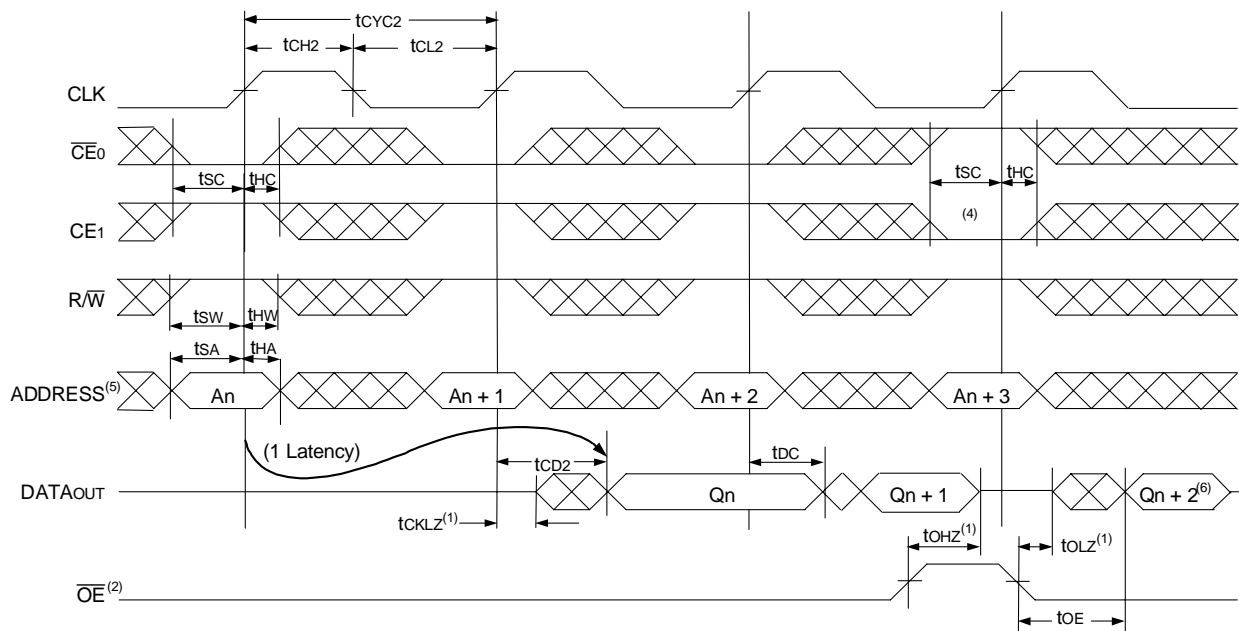 tCYC2
tCH2 tCL2
CLK
CE0
tSC tHC tSC tHC
(4)
CE1
R/W
tSW tHW
tSA tHA
ADDRESS(5) An An + 1 An + 2 An + 3
(1 Latency) tCD2 tDC
DATAOUT Qn Qn + 1 Qn + 2(6)
tCKLZ(1) tOHZ(1) tOLZ(1)
OE(2)
tOE